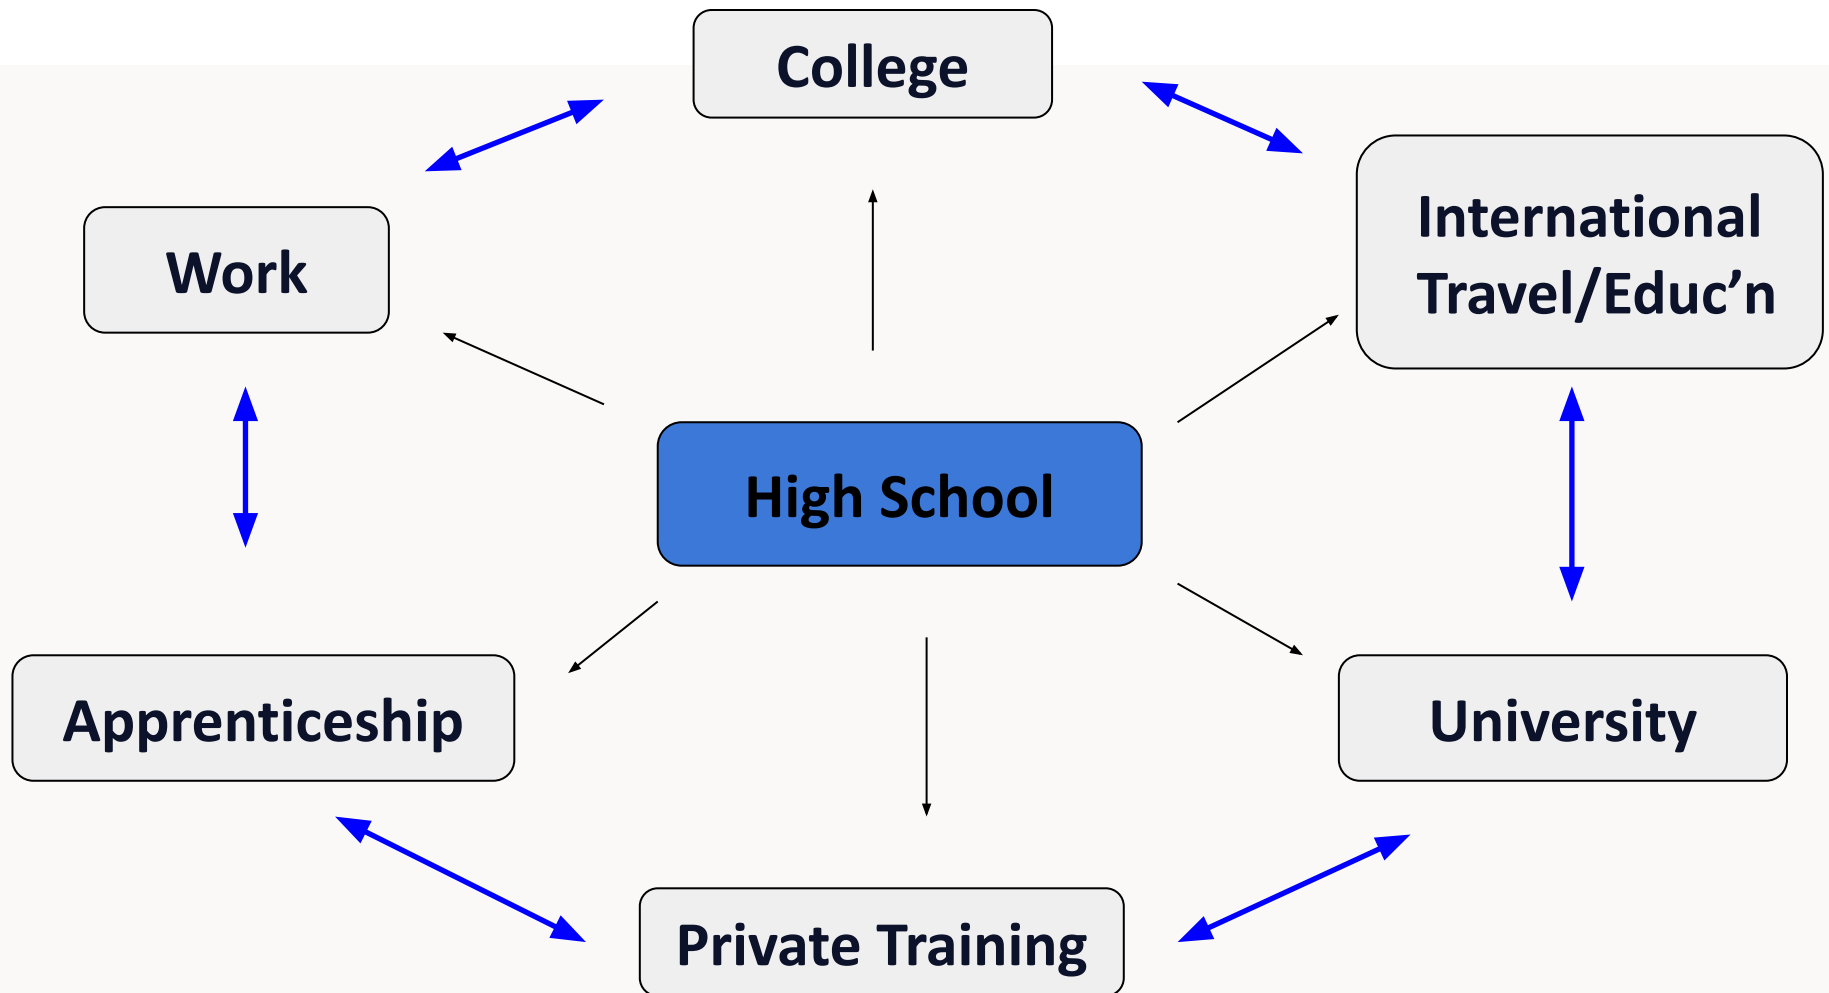 College
International
Travel/Educ’n
Work
High School
Apprenticeship
University
Private Training